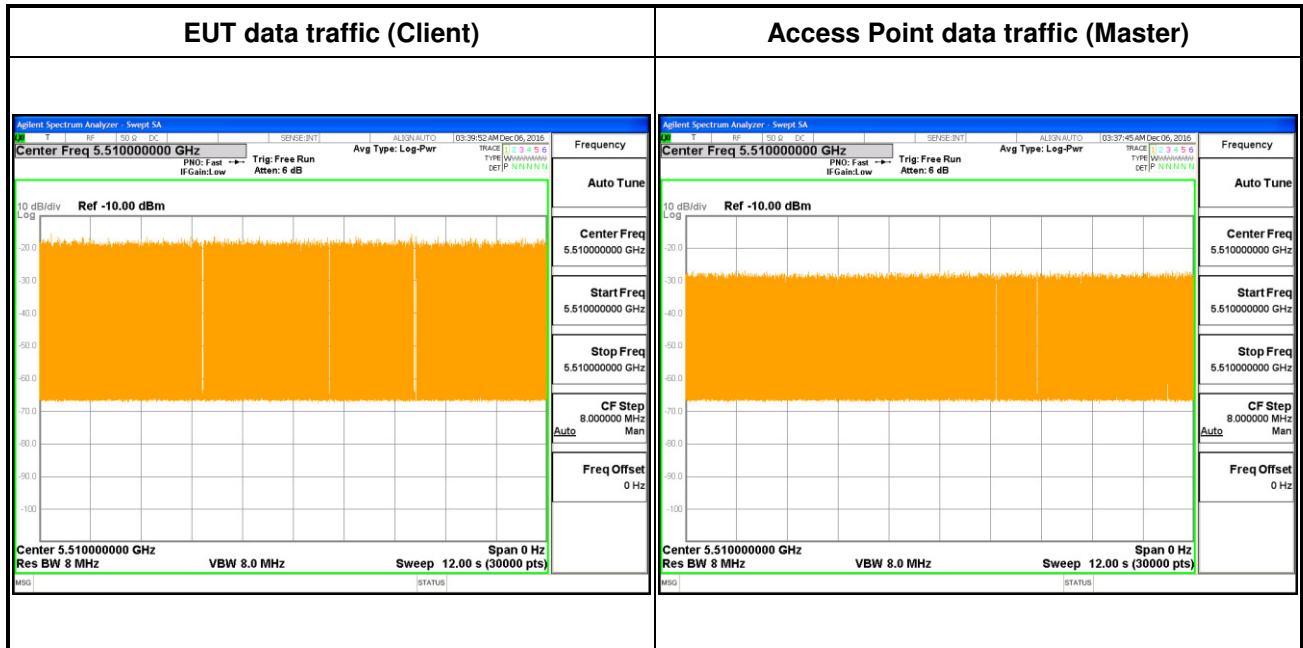 EUT data traffic (Client)
Access Point data traffic (Master)
Agilent Spectrum Analyzer - Swept SA
T RF 50 Ω DC SENSE:INT ALIGN AUTO 03:39:52 AM Dec 06, 2016
Center Freq 5.510000000 GHz Avg Type: Log-Pwr TRACE 1 2 3 4 5 6
PNO: Fast Trig: Free Run TYPE
IFGain:Low Atten: 6 dB DET P N N N N N
10 dB/div Ref -10.00 dBm
Log
-20.0
-30.0
-40.0
-50.0
-60.0
-70.0
-80.0
-90.0
-100
Center 5.510000000 GHz Span 0 Hz
Res BW 8 MHz VBW 8.0 MHz Sweep 12.00 s (30000 pts)
MSG STATUS
Frequency
Auto Tune
Center Freq
5.510000000 GHz
Start Freq
5.510000000 GHz
Stop Freq
5.510000000 GHz
CF Step
8.000000 MHz
Auto Man
Freq Offset
0 Hz
Agilent Spectrum Analyzer - Swept SA
T RF 50 Ω DC SENSE:INT ALIGN AUTO 03:37:45 AM Dec 06, 2016
Center Freq 5.510000000 GHz Avg Type: Log-Pwr TRACE 1 2 3 4 5 6
PNO: Fast Trig: Free Run TYPE
IFGain:Low Atten: 6 dB DET P N N N N N
10 dB/div Ref -10.00 dBm
Log
-20.0
-30.0
-40.0
-50.0
-60.0
-70.0
-80.0
-90.0
-100
Center 5.510000000 GHz Span 0 Hz
Res BW 8 MHz VBW 8.0 MHz Sweep 12.00 s (30000 pts)
MSG STATUS
Frequency
Auto Tune
Center Freq
5.510000000 GHz
Start Freq
5.510000000 GHz
Stop Freq
5.510000000 GHz
CF Step
8.000000 MHz
Auto Man
Freq Offset
0 Hz